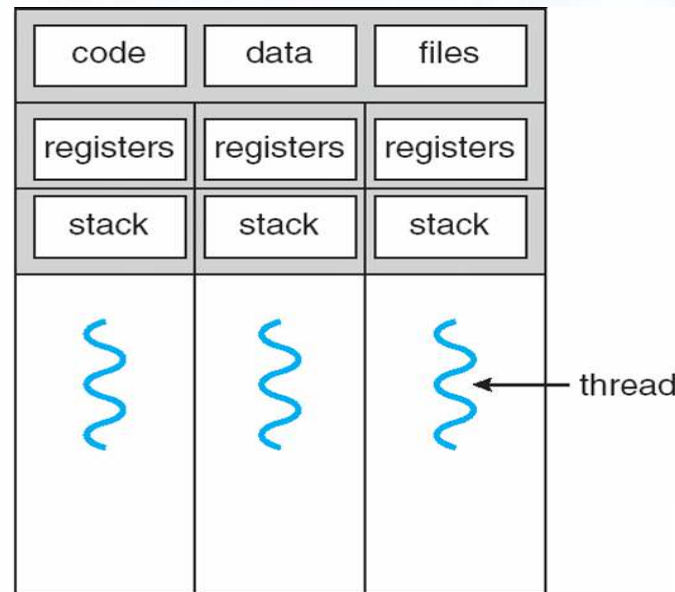 code data files
registers registers registers
stack stack stack
thread